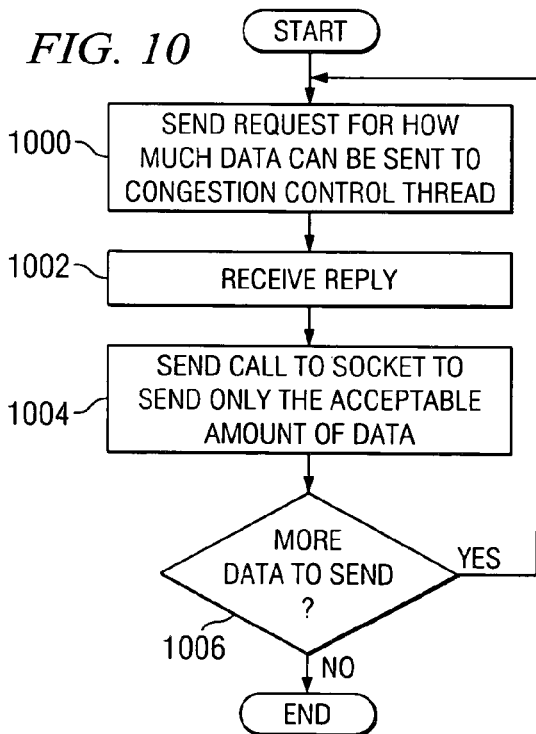 FIG. 10
START
1000
SEND REQUEST FOR HOW
MUCH DATA CAN BE SENT TO
CONGESTION CONTROL THREAD
1002
RECEIVE REPLY
1004
SEND CALL TO SOCKET TO
SEND ONLY THE ACCEPTABLE
AMOUNT OF DATA
MORE
DATA TO SEND
?
YES
1006
NO
END